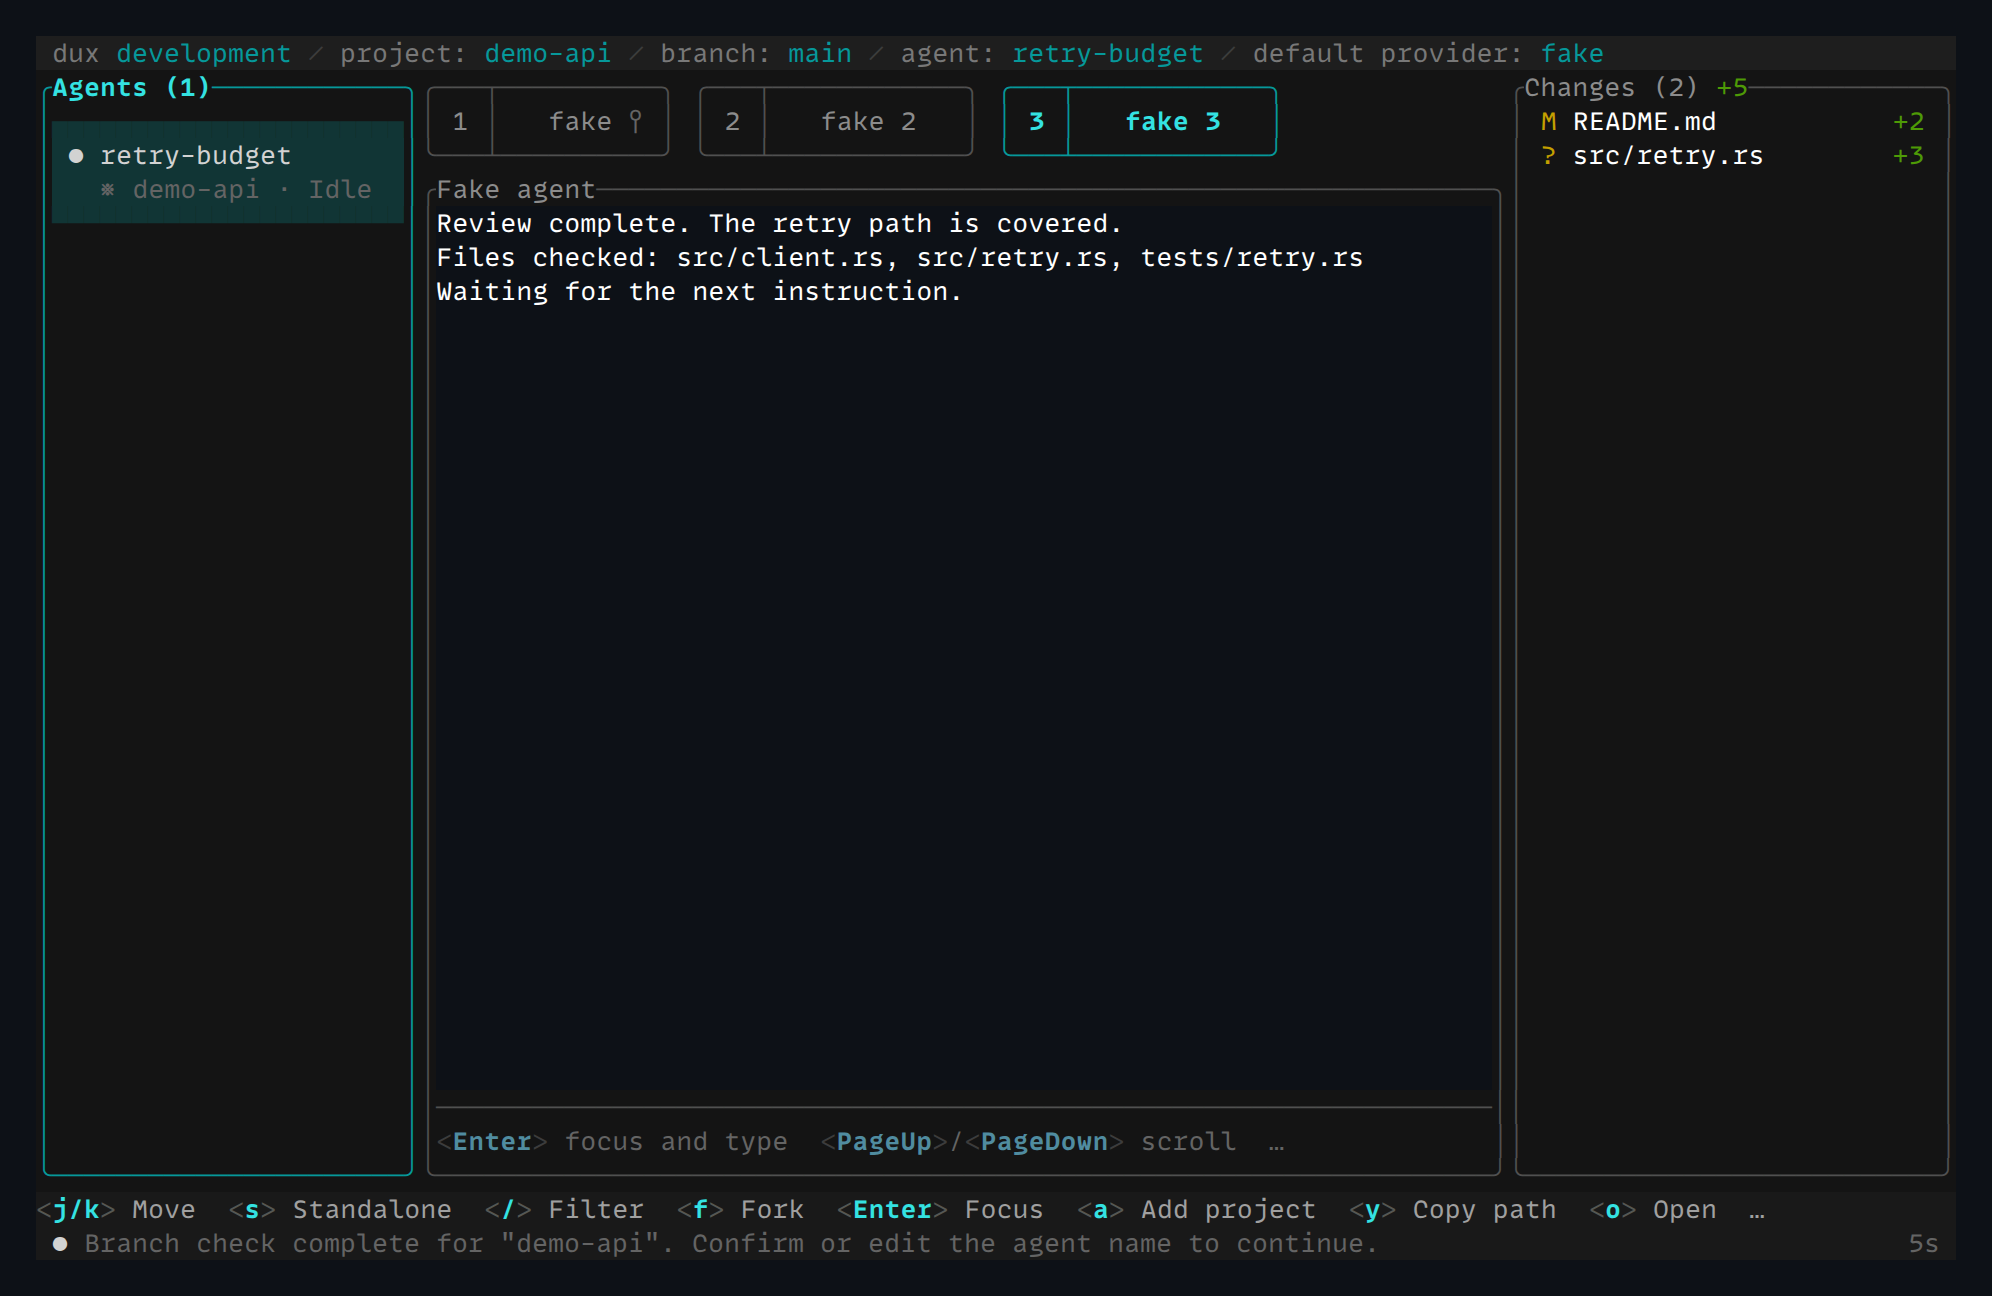 dux development / project: demo-api / branch: main / agent: retry-budget / default provider: fake
Agents (1)
● retry-budget
⨳ demo-api · Idle
1 fake ⚲
2 fake 2
3 fake 3
Fake agent
Review complete. The retry path is covered.
Files checked: src/client.rs, src/retry.rs, tests/retry.rs
Waiting for the next instruction.
<Enter> focus and type <PageUp>/<PageDown> scroll …
Changes (2) +5
M README.md +2
? src/retry.rs +3
<j/k> Move <s> Standalone </> Filter <f> Fork <Enter> Focus <a> Add project <y> Copy path <o> Open …
● Branch check complete for "demo-api". Confirm or edit the agent name to continue. 5s